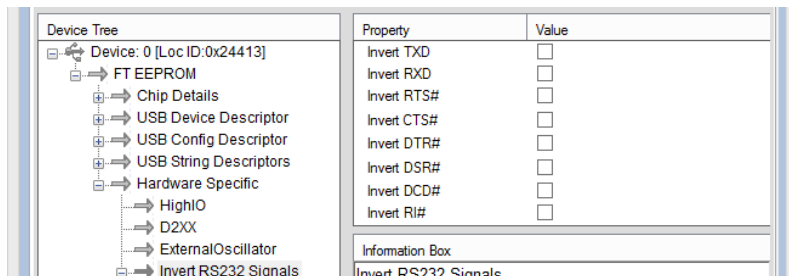 Device Tree
Device: 0 [Loc ID:0x24413]
FT EEPROM
Chip Details
USB Device Descriptor
USB Config Descriptor
USB String Descriptors
Hardware Specific
HighIO
D2XX
ExternalOscillator
Invert RS232 Signals
Property Value
Invert TXD
Invert RXD
Invert RTS#
Invert CTS#
Invert DTR#
Invert DSR#
Invert DCD#
Invert RI#
Information Box
Invert RS232 Signals